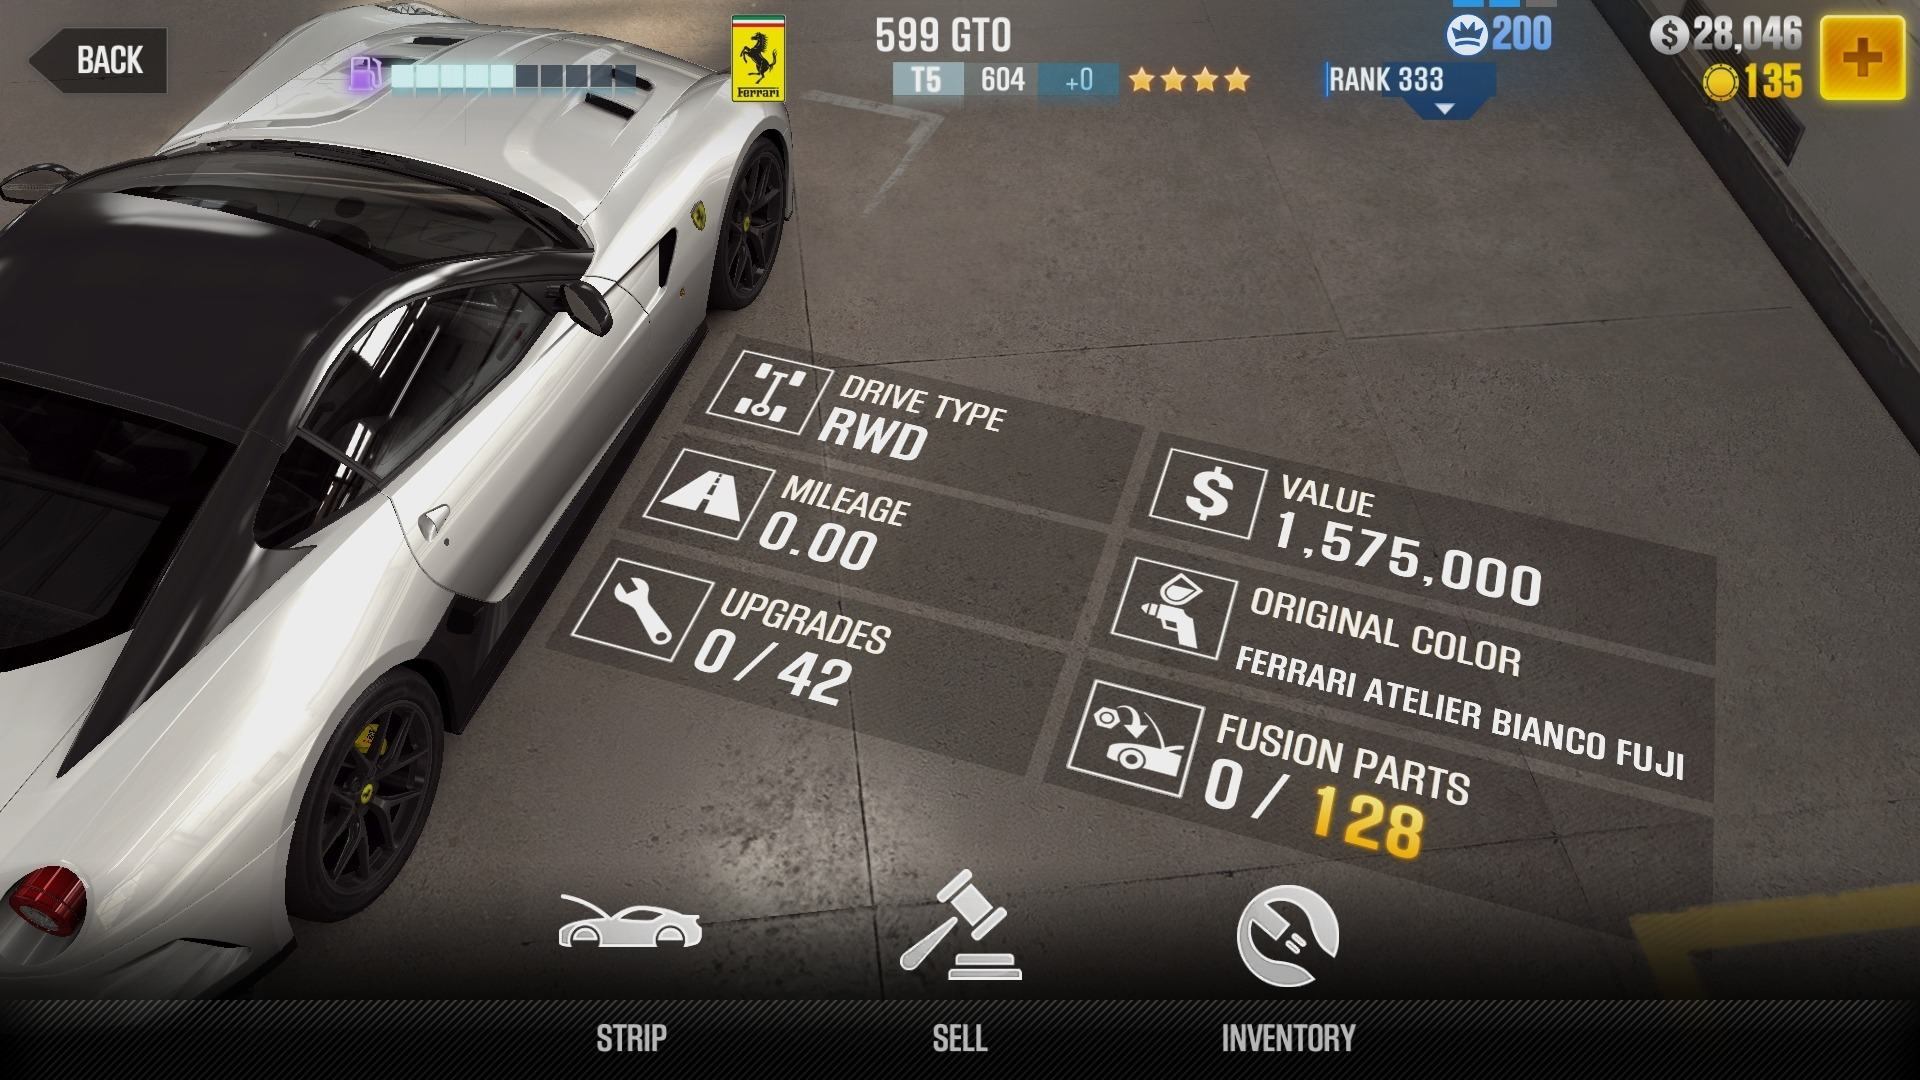 BACK
Ferrari
599 GTO
T5 604 +0
RANK 333
200
$ 28,046
135
DRIVE TYPE
RWD
MILEAGE
0.00
UPGRADES
0 / 42
$
VALUE
1,575,000
ORIGINAL COLOR
FERRARI ATELIER BIANCO FUJI
FUSION PARTS
0 / 128
STRIP
SELL
INVENTORY